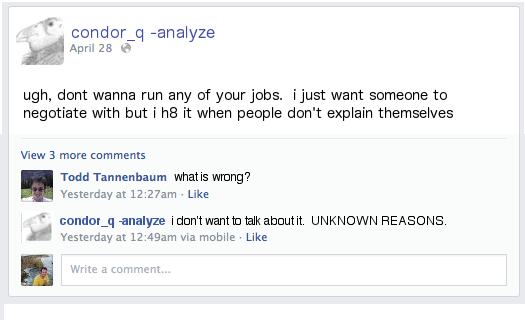 condor_q -analyze
April 28
ugh, dont wanna run any of your jobs.  i just want someone to
negotiate with but i h8 it when people don't explain themselves
View 3 more comments
Todd Tannenbaum what is wrong?
Yesterday at 12:27am · Like
condor_q -analyze i don't want to talk about it.  UNKNOWN REASONS.
Yesterday at 12:49am via mobile · Like
Write a comment...